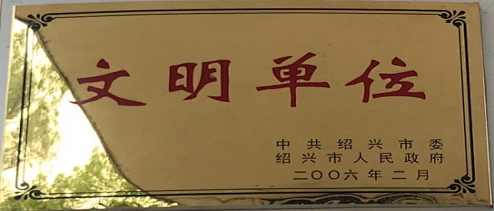 文明单位
中共绍兴市委
绍兴市人民政府
二〇〇六年二月